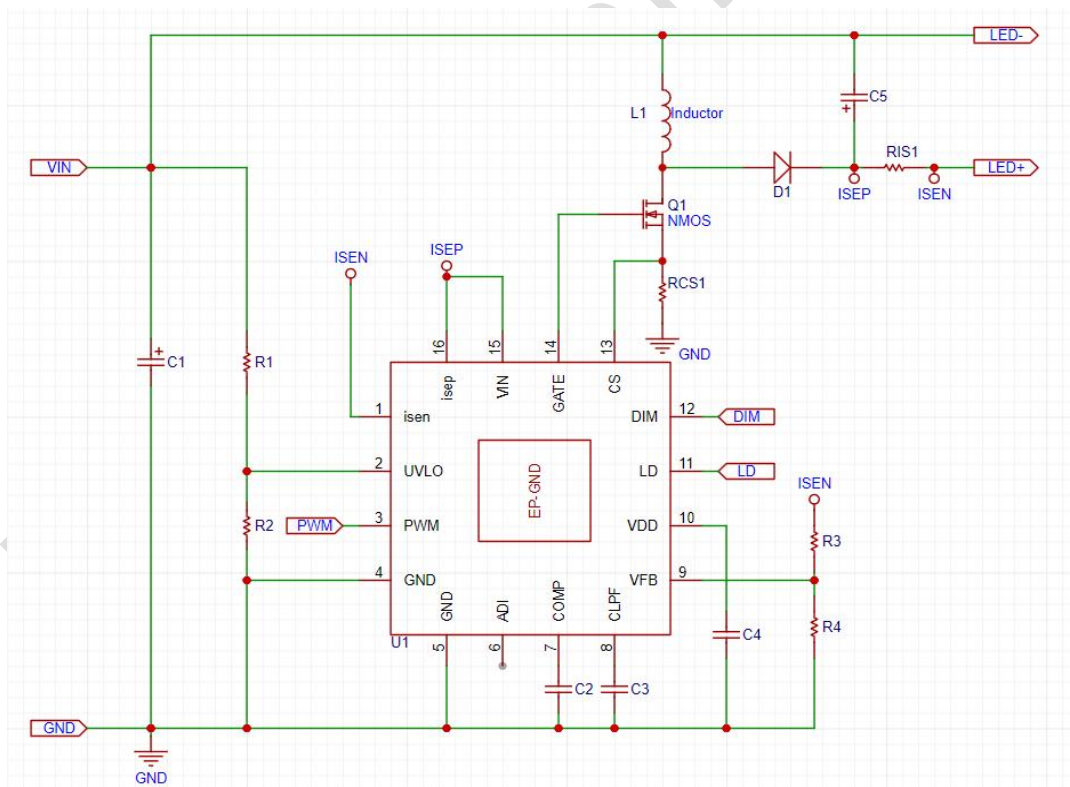 LED-
C5
L1
Inductor
VIN
RIS1
LED+
D1
ISEP
ISEN
Q1
NMOS
ISEP
ISEN
RCS1
GND
C1
R1
16
15
14
13
isep
VIN
GATE
CS
1
isen
DIM
12
DIM
2
UVLO
LD
11
LD
EP-GND
ISEN
R2
PWM
3
PWM
VDD
10
R3
4
GND
VFB
9
GND
ADI
COMP
CLPF
R4
C4
U1
5
6
7
8
C2
C3
GND
GND